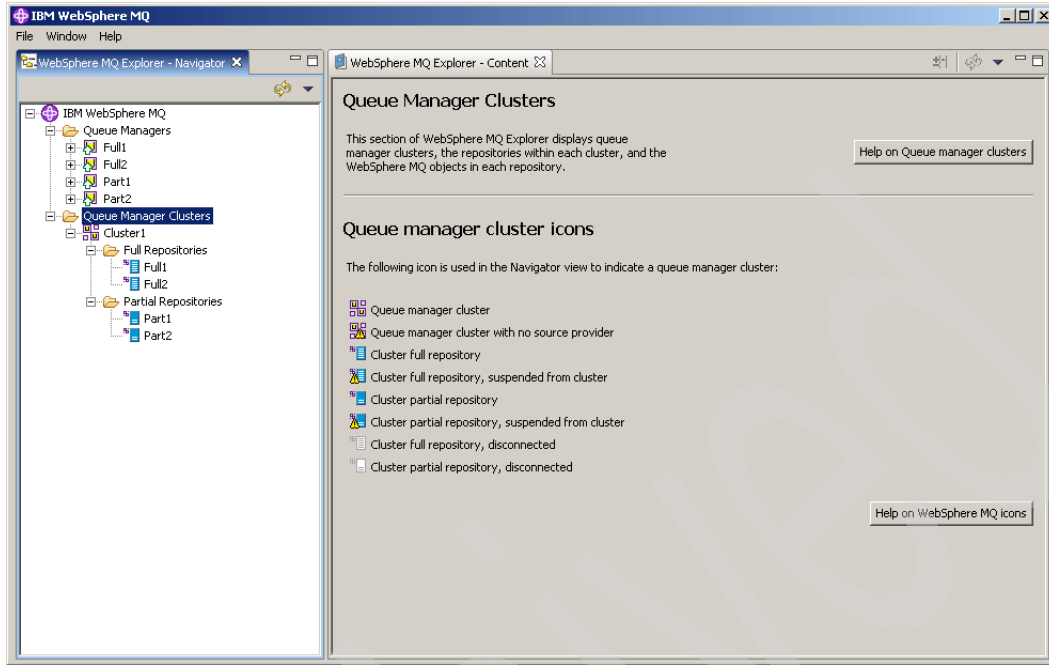 IBM WebSphere MQ
File Window Help
WebSphere MQ Explorer - Navigator
IBM WebSphere MQ
Queue Managers
Full1
Full2
Part1
Part2
Queue Manager Clusters
Cluster1
Full Repositories
Full1
Full2
Partial Repositories
Part1
Part2
WebSphere MQ Explorer - Content
Queue Manager Clusters
This section of WebSphere MQ Explorer displays queue
manager clusters, the repositories within each cluster, and the
WebSphere MQ objects in each repository.
Help on Queue manager clusters
Queue manager cluster icons
The following icon is used in the Navigator view to indicate a queue manager cluster:
Queue manager cluster
Queue manager cluster with no source provider
Cluster full repository
Cluster full repository, suspended from cluster
Cluster partial repository
Cluster partial repository, suspended from cluster
Cluster full repository, disconnected
Cluster partial repository, disconnected
Help on WebSphere MQ icons